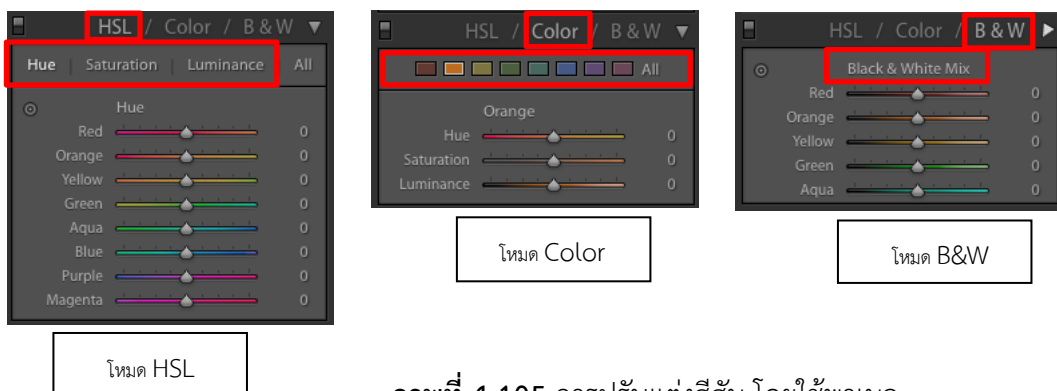 HSL / Color / B & W
Hue | Saturation | Luminance All
Hue
Red 0
Orange 0
Yellow 0
Green 0
Aqua 0
Blue 0
Purple 0
Magenta 0
โหมด HSL
HSL / Color / B & W
All
Orange
Hue 0
Saturation 0
Luminance 0
โหมด Color
HSL / Color / B & W
Black & White Mix
Red 0
Orange 0
Yellow 0
Green 0
Aqua 0
โหมด B&W